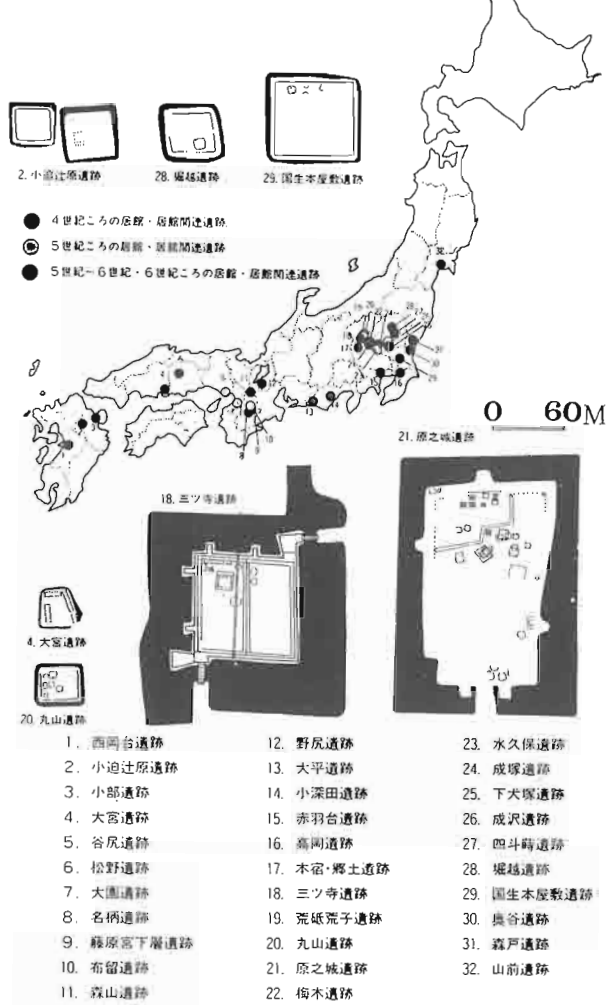 2. 小迫辻原遺跡
28. 堀越遺跡
29. 国生本屋敷遺跡
4世紀ころの居館・居館関連遺跡
5世紀ころの居館・居館関連遺跡
5世紀−6世紀・6世紀ころの居館・居館関連遺跡
0 60M
21. 原之城遺跡
18. 三ツ寺遺跡
4. 大宮遺跡
20. 丸山遺跡
1. 西岡台遺跡
2. 小迫辻原遺跡
3. 小部遺跡
4. 大宮遺跡
5. 谷尻遺跡
6. 松野遺跡
7. 大園遺跡
8. 名柄遺跡
9. 藤原宮下層遺跡
10. 布留遺跡
11. 森山遺跡
12. 野尻遺跡
13. 大平遺跡
14. 小深田遺跡
15. 赤羽台遺跡
16. 高岡遺跡
17. 本宿・郷土遺跡
18. 三ツ寺遺跡
19. 荒砥荒子遺跡
20. 丸山遺跡
21. 原之城遺跡
22. 梅木遺跡
23. 水久保遺跡
24. 成塚遺跡
25. 下犬塚遺跡
26. 成沢遺跡
27. 四斗蒔遺跡
28. 堀越遺跡
29. 国生本屋敷遺跡
30. 奥谷遺跡
31. 森戸遺跡
32. 山前遺跡